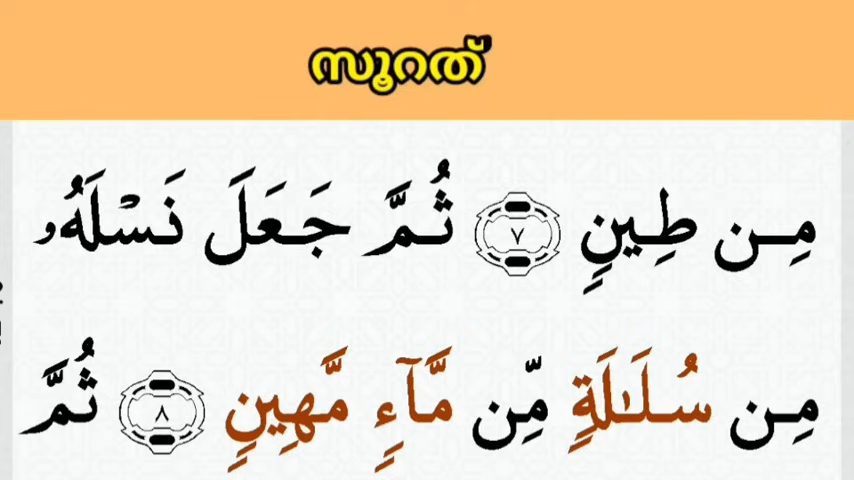 സൂറത്
مِن طِينٍ ٧ ثُمَّ جَعَلَ نَسْلَهُۥ
مِن سُلَـٰلَةٍ مِّن مَّآءٍ مَّهِينٍ ٨ ثُمَّ